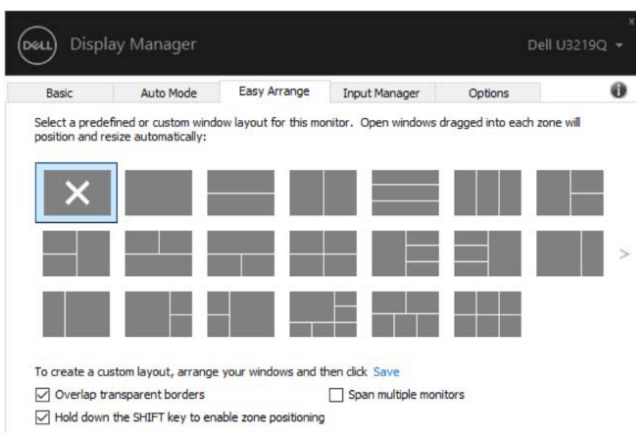 DELL Display Manager Dell U3219Q
Basic Auto Mode Easy Arrange Input Manager Options
Select a predefined or custom window layout for this monitor. Open windows dragged into each zone will
position and resize automatically:
To create a custom layout, arrange your windows and then click Save
Overlap transparent borders Span multiple monitors
Hold down the SHIFT key to enable zone positioning